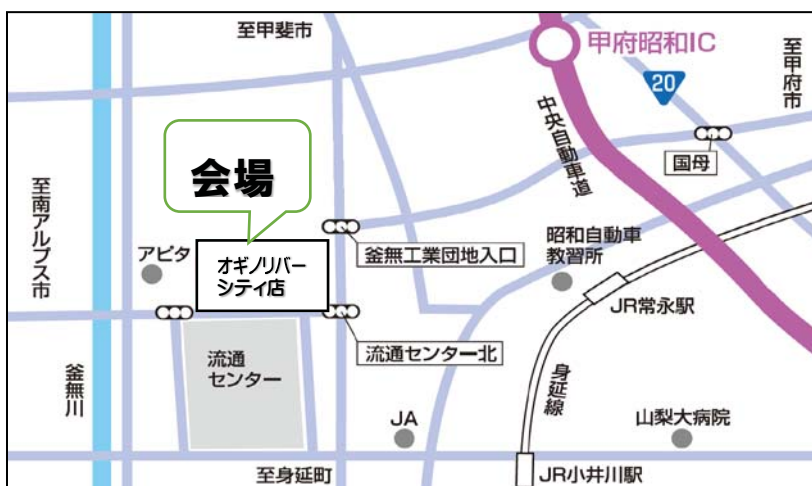 至甲斐市
甲府昭和IC
至甲府市
20
中央自動車道
国母
会場
至南アルプス市
アピタ
オギノリバー
シティ店
釜無工業団地入口
昭和自動車
教習所
JR常永駅
流通センター北
流通
センター
釜無川
身延線
JA
山梨大病院
至身延町
JR小井川駅